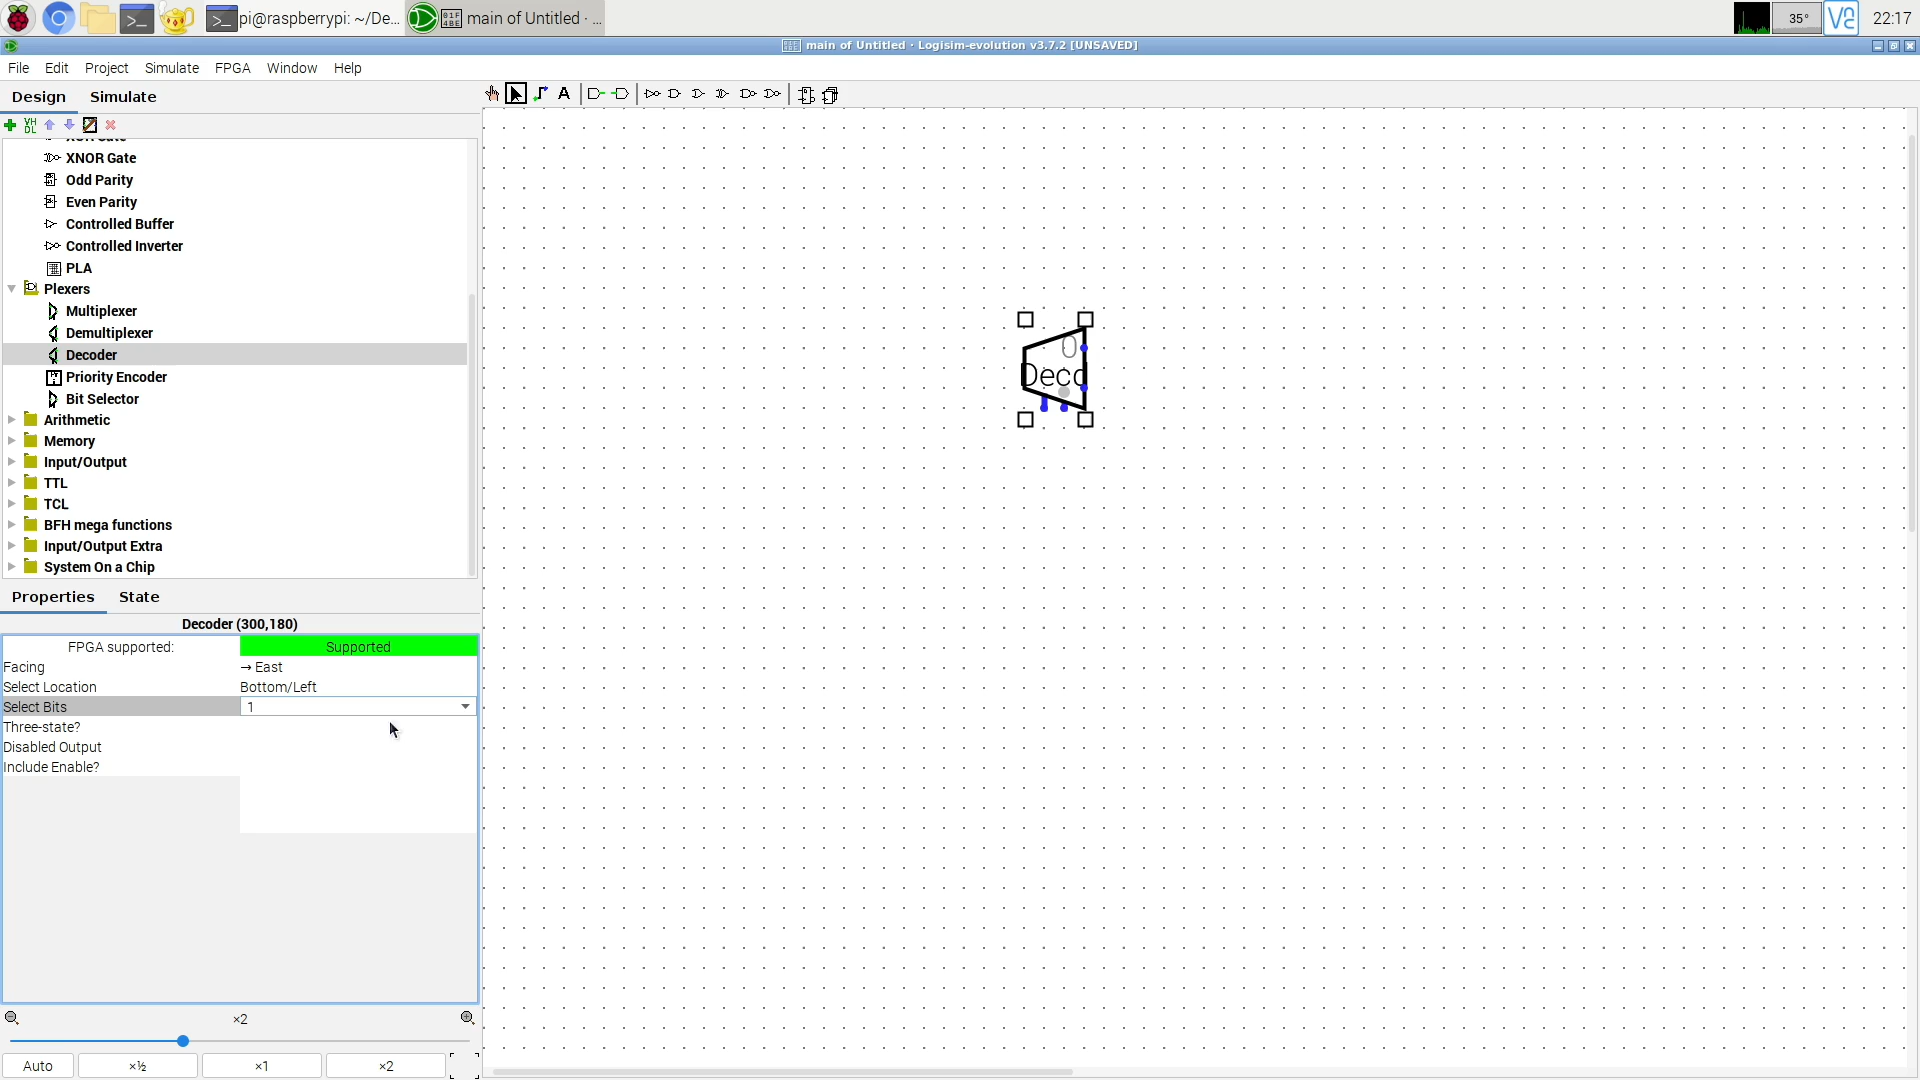 pi@raspberrypi: ~/De...
main of Untitled · ...
35°
22:17
main of Untitled · Logisim-evolution v3.7.2 [UNSAVED]
File Edit Project Simulate FPGA Window Help
Design Simulate
XNOR Gate
Odd Parity
Even Parity
Controlled Buffer
Controlled Inverter
PLA
Plexers
Multiplexer
Demultiplexer
Decoder
Priority Encoder
Bit Selector
Arithmetic
Memory
Input/Output
TTL
TCL
BFH mega functions
Input/Output Extra
System On a Chip
0
Decd
Properties State
Decoder (300,180)
FPGA supported: Supported
Facing → East
Select Location Bottom/Left
Select Bits 1
Three-state?
Disabled Output
Include Enable?
×2
Auto ×½ ×1 ×2